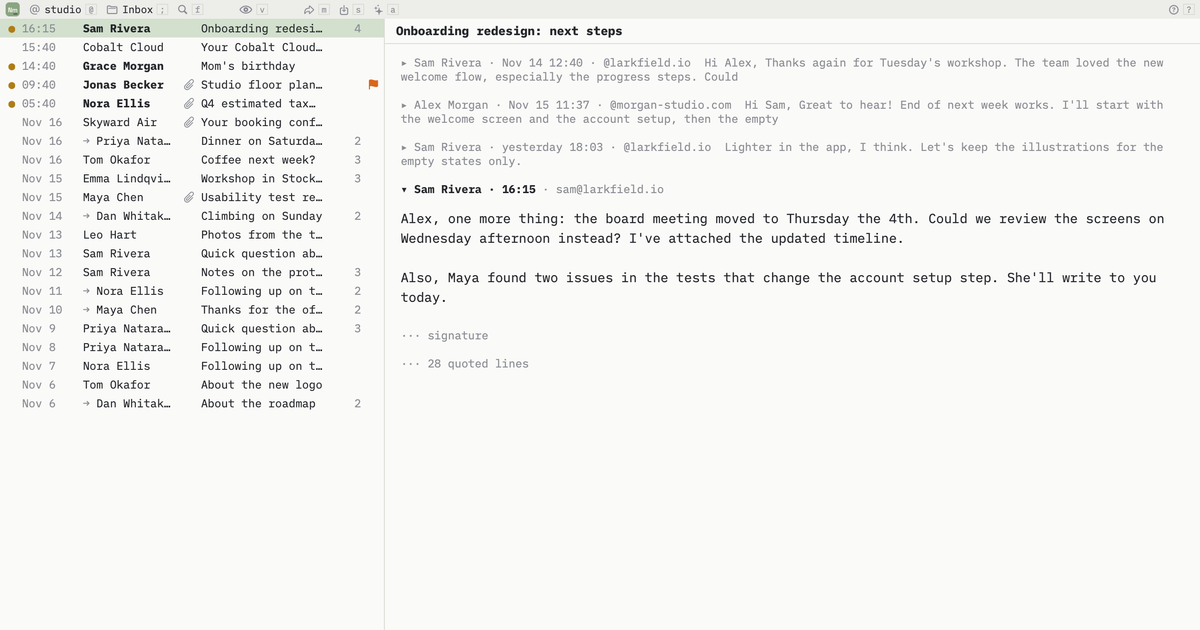 Nm @ studio @ Inbox ; f v m s a ? ?
16:15 Sam Rivera Onboarding redesi… 4
15:40 Cobalt Cloud Your Cobalt Cloud…
14:40 Grace Morgan Mom's birthday
09:40 Jonas Becker Studio floor plan…
05:40 Nora Ellis Q4 estimated tax…
Nov 16 Skyward Air Your booking conf…
Nov 16 → Priya Nata… Dinner on Saturda… 2
Nov 16 Tom Okafor Coffee next week? 3
Nov 15 Emma Lindqvi… Workshop in Stock… 3
Nov 15 Maya Chen Usability test re…
Nov 14 → Dan Whitak… Climbing on Sunday 2
Nov 13 Leo Hart Photos from the t…
Nov 13 Sam Rivera Quick question ab…
Nov 12 Sam Rivera Notes on the prot… 3
Nov 11 → Nora Ellis Following up on t… 2
Nov 10 → Maya Chen Thanks for the of… 2
Nov 9 Priya Natara… Quick question ab… 3
Nov 8 Priya Natara… Following up on t…
Nov 7 Nora Ellis Following up on t…
Nov 6 Tom Okafor About the new logo
Nov 6 → Dan Whitak… About the roadmap 2
Onboarding redesign: next steps
▸ Sam Rivera · Nov 14 12:40 · @larkfield.io Hi Alex, Thanks again for Tuesday's workshop. The team loved the new
welcome flow, especially the progress steps. Could
▸ Alex Morgan · Nov 15 11:37 · @morgan-studio.com Hi Sam, Great to hear! End of next week works. I'll start with
the welcome screen and the account setup, then the empty
▸ Sam Rivera · yesterday 18:03 · @larkfield.io Lighter in the app, I think. Let's keep the illustrations for the
empty states only.
▾ Sam Rivera · 16:15 · sam@larkfield.io
Alex, one more thing: the board meeting moved to Thursday the 4th. Could we review the screens on
Wednesday afternoon instead? I've attached the updated timeline.
Also, Maya found two issues in the tests that change the account setup step. She'll write to you
today.
··· signature
··· 28 quoted lines